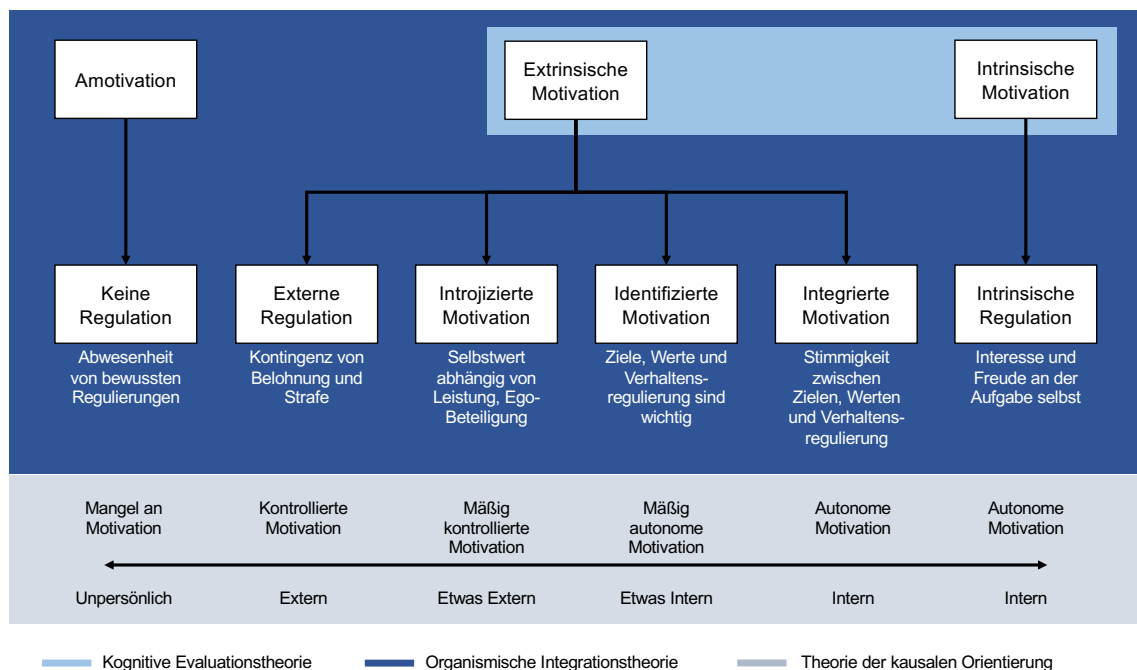 Amotivation
Extrinsische
Motivation
Intrinsische
Motivation
Keine
Regulation
Externe
Regulation
Introjizierte
Motivation
Identifizierte
Motivation
Integrierte
Motivation
Intrinsische
Regulation
Abwesenheit
von bewussten
Regulierungen
Kontingenz von
Belohnung und
Strafe
Selbstwert
abhängig von
Leistung, Ego-
Beteiligung
Ziele, Werte und
Verhaltens-
regulierung sind
wichtig
Stimmigkeit
zwischen
Zielen, Werten
und Verhaltens-
regulierung
Interesse und
Freude an der
Aufgabe selbst
Mangel an
Motivation
Kontrollierte
Motivation
Mäßig
kontrollierte
Motivation
Mäßig
autonome
Motivation
Autonome
Motivation
Autonome
Motivation
Unpersönlich
Extern
Etwas Extern
Etwas Intern
Intern
Intern
Kognitive Evaluationstheorie
Organismische Integrationstheorie
Theorie der kausalen Orientierung